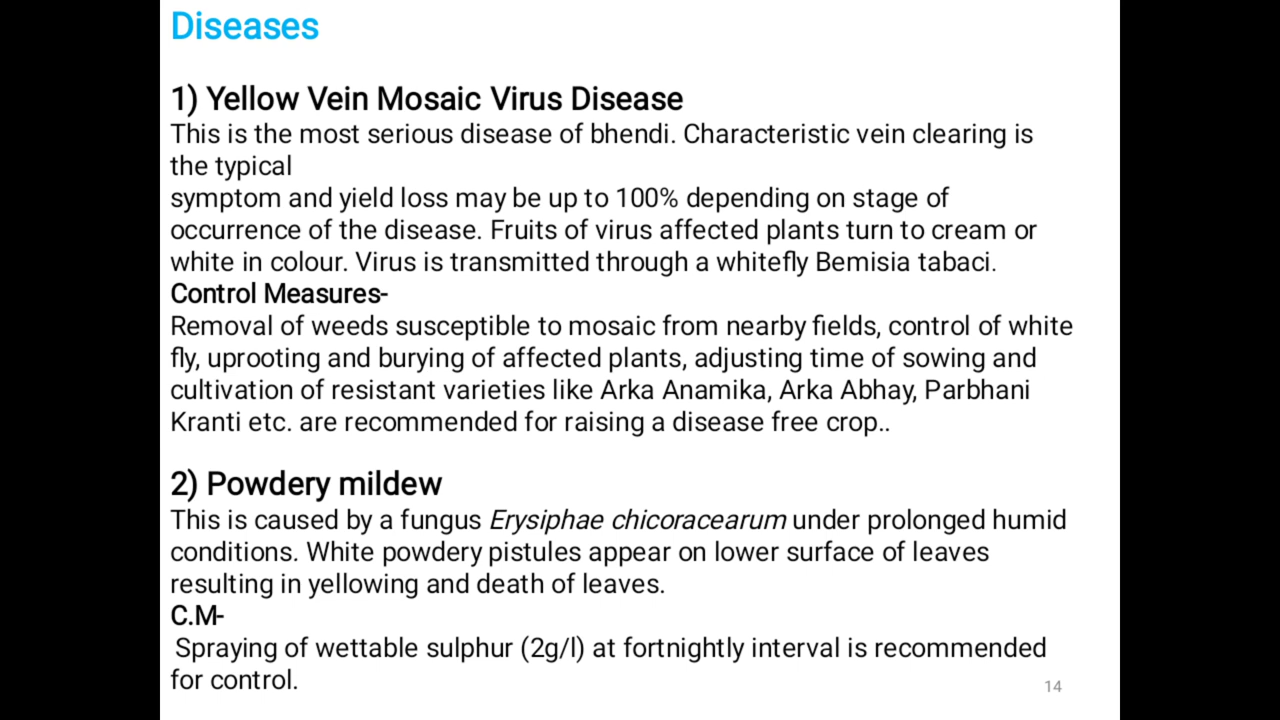 Diseases
1) Yellow Vein Mosaic Virus Disease
This is the most serious disease of bhendi. Characteristic vein clearing is
the typical
symptom and yield loss may be up to 100% depending on stage of
occurrence of the disease. Fruits of virus affected plants turn to cream or
white in colour. Virus is transmitted through a whitefly Bemisia tabaci.
Control Measures-
Removal of weeds susceptible to mosaic from nearby fields, control of white
fly, uprooting and burying of affected plants, adjusting time of sowing and
cultivation of resistant varieties like Arka Anamika, Arka Abhay, Parbhani
Kranti etc. are recommended for raising a disease free crop..
2) Powdery mildew
This is caused by a fungus Erysiphae chicoracearum under prolonged humid
conditions. White powdery pistules appear on lower surface of leaves
resulting in yellowing and death of leaves.
C.M-
Spraying of wettable sulphur (2g/l) at fortnightly interval is recommended
for control.
14